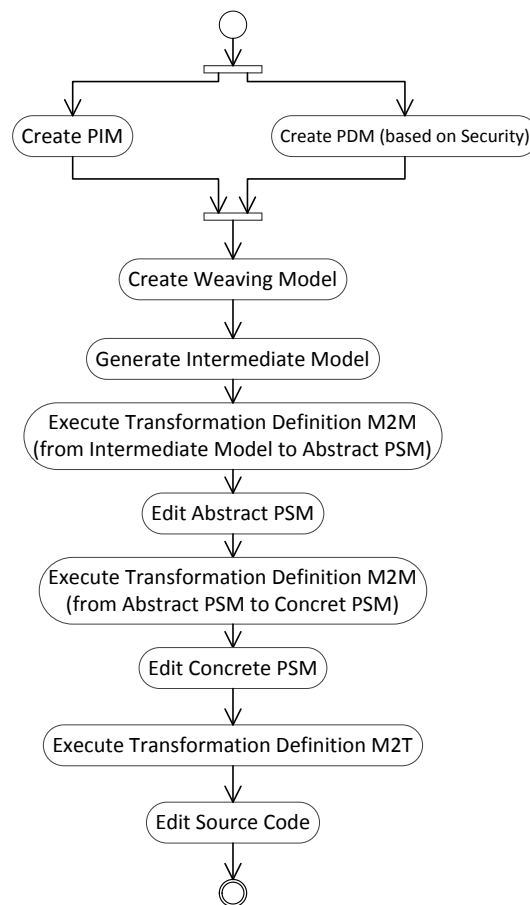 Create PIM
Create PDM (based on Security)
Create Weaving Model
Generate Intermediate Model
Execute Transformation Definition M2M
(from Intermediate Model to Abstract PSM)
Edit Abstract PSM
Execute Transformation Definition M2M
(from Abstract PSM to Concret PSM)
Edit Concrete PSM
Execute Transformation Definition M2T
Edit Source Code